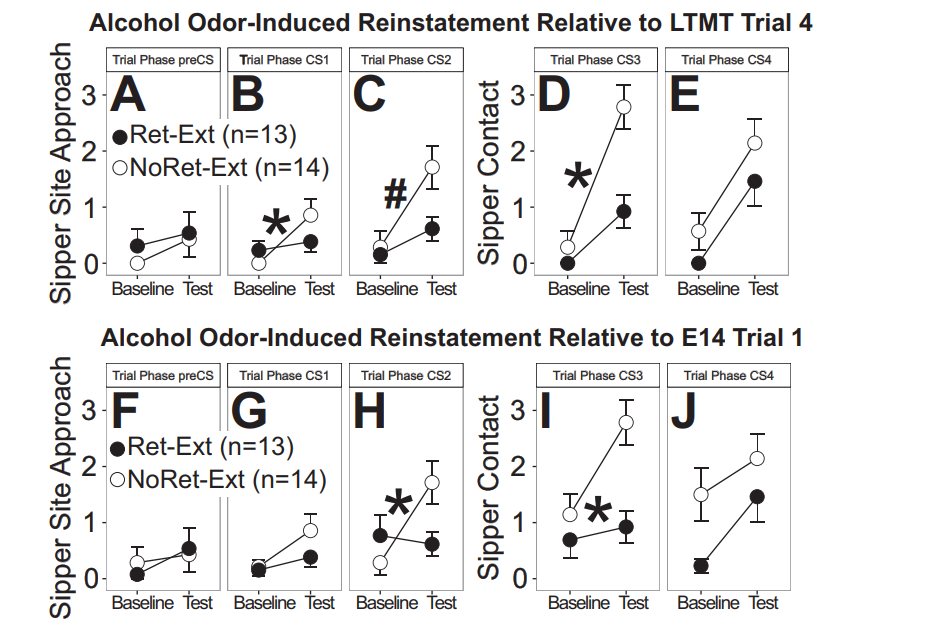 Alcohol Odor-Induced Reinstatement Relative to LTMT Trial 4
Trial Phase preCS
Trial Phase CS1
Trial Phase CS2
Trial Phase CS3
Trial Phase CS4
Sipper Site Approach
3
2
1
0
A
B
C
Ret-Ext (n=13)
NoRet-Ext (n=14)
*
#
Baseline Test
Baseline Test
Baseline Test
Sipper Contact
3
2
1
0
D
E
*
Baseline Test
Baseline Test
Alcohol Odor-Induced Reinstatement Relative to E14 Trial 1
Trial Phase preCS
Trial Phase CS1
Trial Phase CS2
Trial Phase CS3
Trial Phase CS4
Sipper Site Approach
3
2
1
0
F
G
H
Ret-Ext (n=13)
NoRet-Ext (n=14)
*
Baseline Test
Baseline Test
Baseline Test
Sipper Contact
3
2
1
0
I
J
*
Baseline Test
Baseline Test